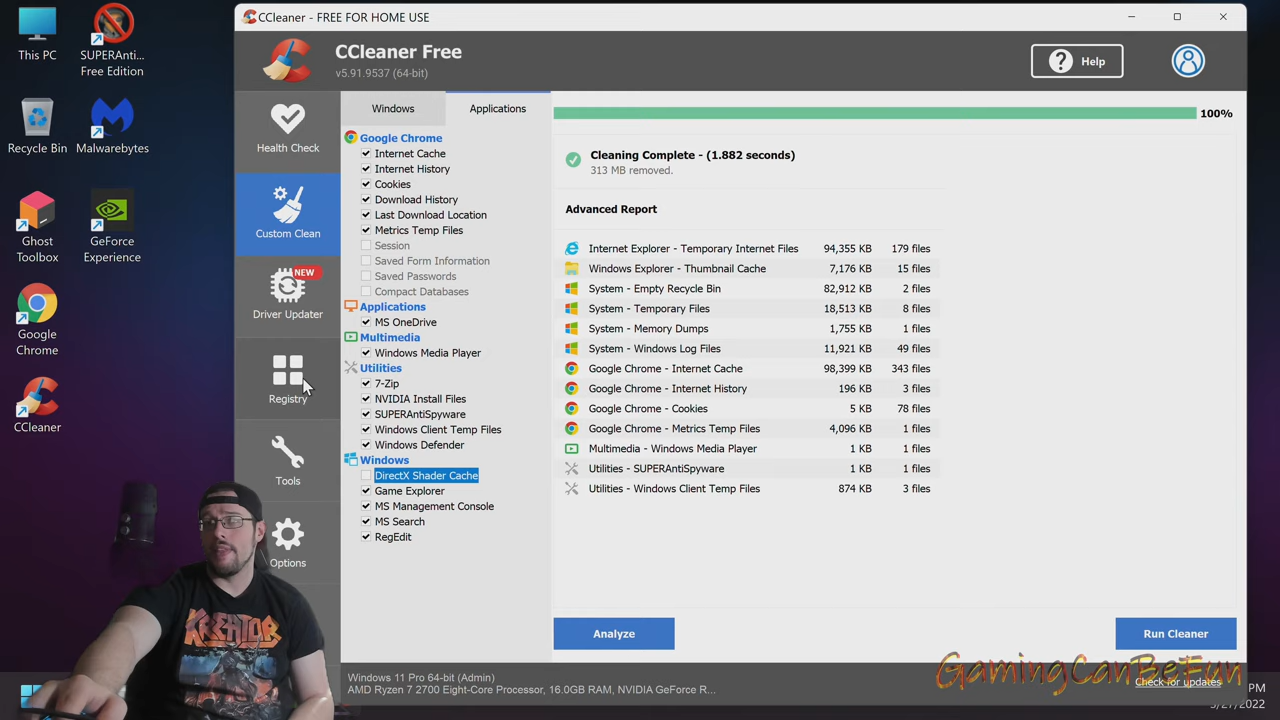 CCleaner - FREE FOR HOME USE
This PC
SUPERAnti...
Free Edition
CCleaner Free
v5.91.9537 (64-bit)
Help
Recycle Bin
Malwarebytes
Health Check
Windows
Applications
100%
Google Chrome
Internet Cache
Internet History
Cookies
Download History
Last Download Location
Metrics Temp Files
Session
Saved Form Information
Saved Passwords
Compact Databases
Applications
MS OneDrive
Multimedia
Windows Media Player
Utilities
7-Zip
NVIDIA Install Files
SUPERAntiSpyware
Windows Client Temp Files
Windows Defender
Windows
DirectX Shader Cache
Game Explorer
MS Management Console
MS Search
RegEdit
Cleaning Complete - (1.882 seconds)
313 MB removed.
Advanced Report
Internet Explorer - Temporary Internet Files 94,355 KB 179 files
Windows Explorer - Thumbnail Cache 7,176 KB 15 files
System - Empty Recycle Bin 82,912 KB 2 files
System - Temporary Files 18,513 KB 8 files
System - Memory Dumps 1,755 KB 1 files
System - Windows Log Files 11,921 KB 49 files
Google Chrome - Internet Cache 98,399 KB 343 files
Google Chrome - Internet History 196 KB 3 files
Google Chrome - Cookies 5 KB 78 files
Google Chrome - Metrics Temp Files 4,096 KB 1 files
Multimedia - Windows Media Player 1 KB 1 files
Utilities - SUPERAntiSpyware 1 KB 1 files
Utilities - Windows Client Temp Files 874 KB 3 files
Custom Clean
Ghost
Toolbox
GeForce
Experience
NEW
Driver Updater
Google
Chrome
Registry
CCleaner
Tools
Options
KREATOR
Analyze
Run Cleaner
Windows 11 Pro 64-bit (Admin)
AMD Ryzen 7 2700 Eight-Core Processor, 16.0GB RAM, NVIDIA GeForce R...
GamingCanBeFun
Check for updates
PM
5/27/2022